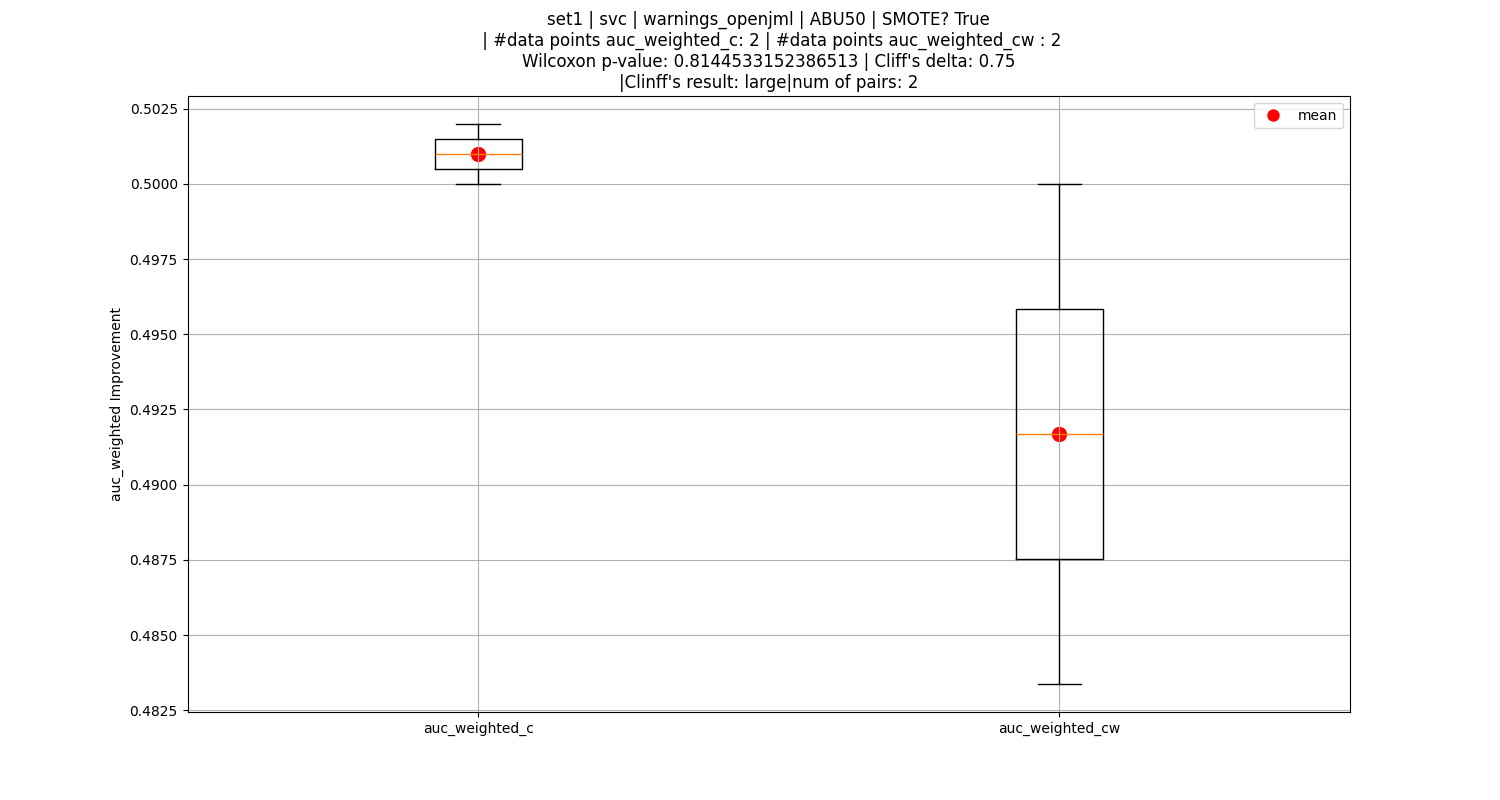 set1 | svc | warnings_openjml | ABU50 | SMOTE? True
| #data points auc_weighted_c: 2 | #data points auc_weighted_cw : 2
Wilcoxon p-value: 0.8144533152386513 | Cliff's delta: 0.75
|Clinff's result: large|num of pairs: 2
mean
auc_weighted Improvement
0.5025
0.5000
0.4975
0.4950
0.4925
0.4900
0.4875
0.4850
0.4825
auc_weighted_c
auc_weighted_cw